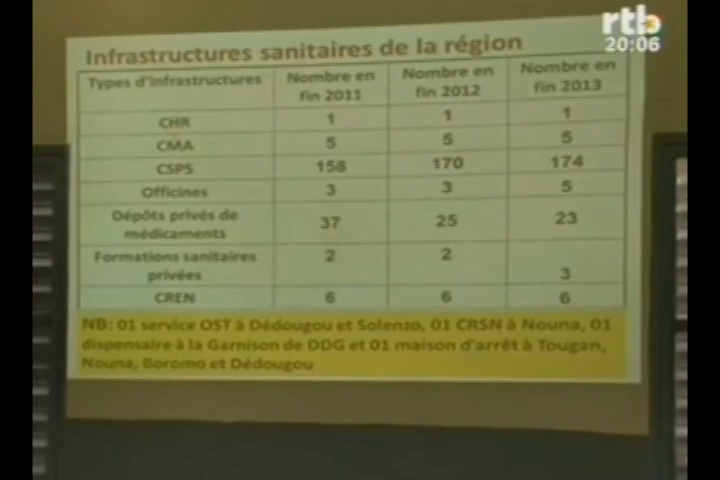 rtb
20:06
Infrastructures sanitaires de la région
Types d'infrastructures Nombre en fin 2011 Nombre en fin 2012 Nombre en fin 2013
CHR 1 1 1
CMA 5 5 5
CSPS 158 170 174
Officines 3 3 5
Dépôts privés de médicaments 37 25 23
Formations sanitaires privées 2 2 3
CREN 6 6 6
NB: 01 service OST à Dédougou et Solenzo, 01 CRSN à Nouna, 01
dispensaire à la Garnison de DDG et 01 maison d'arrêt à Tougan,
Nouna, Boromo et Dédougou